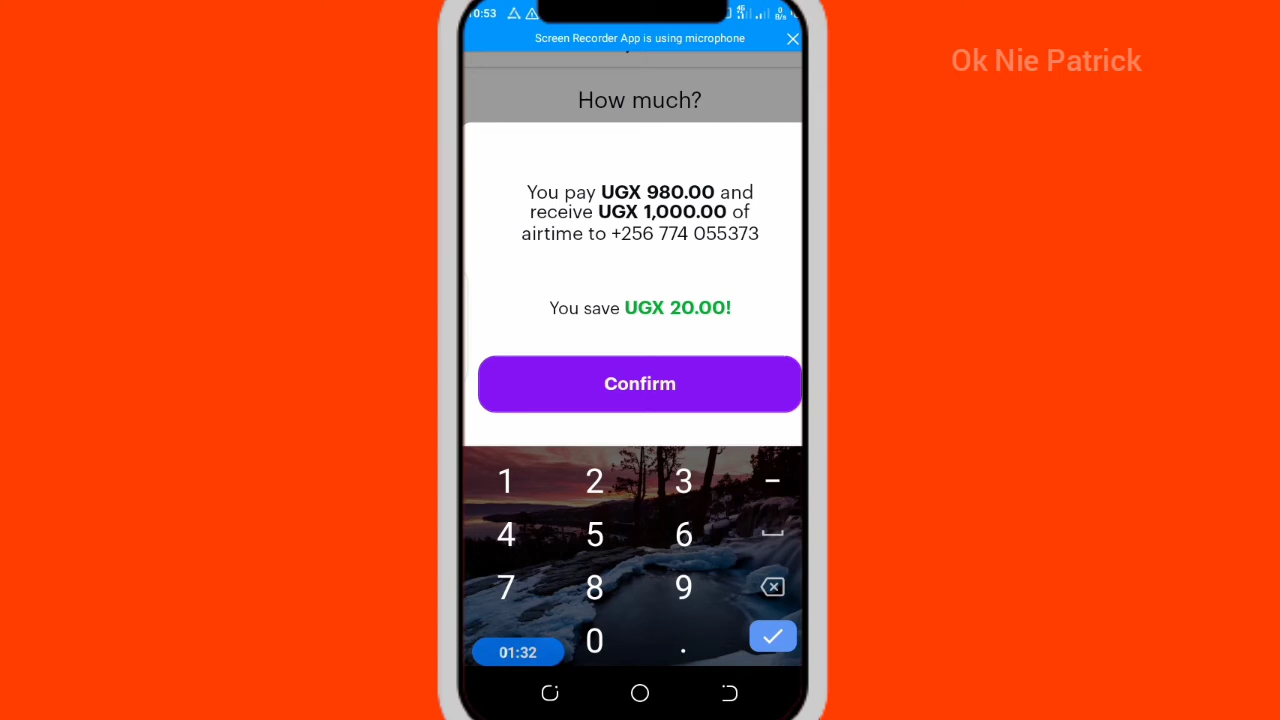 0:53
Screen Recorder App is using microphone
Ok Nie Patrick
How much?
You pay UGX 980.00 and
receive UGX 1,000.00 of
airtime to +256 774 055373
You save UGX 20.00!
Confirm
1 2 3 –
4 5 6
7 8 9
0 .
01:32